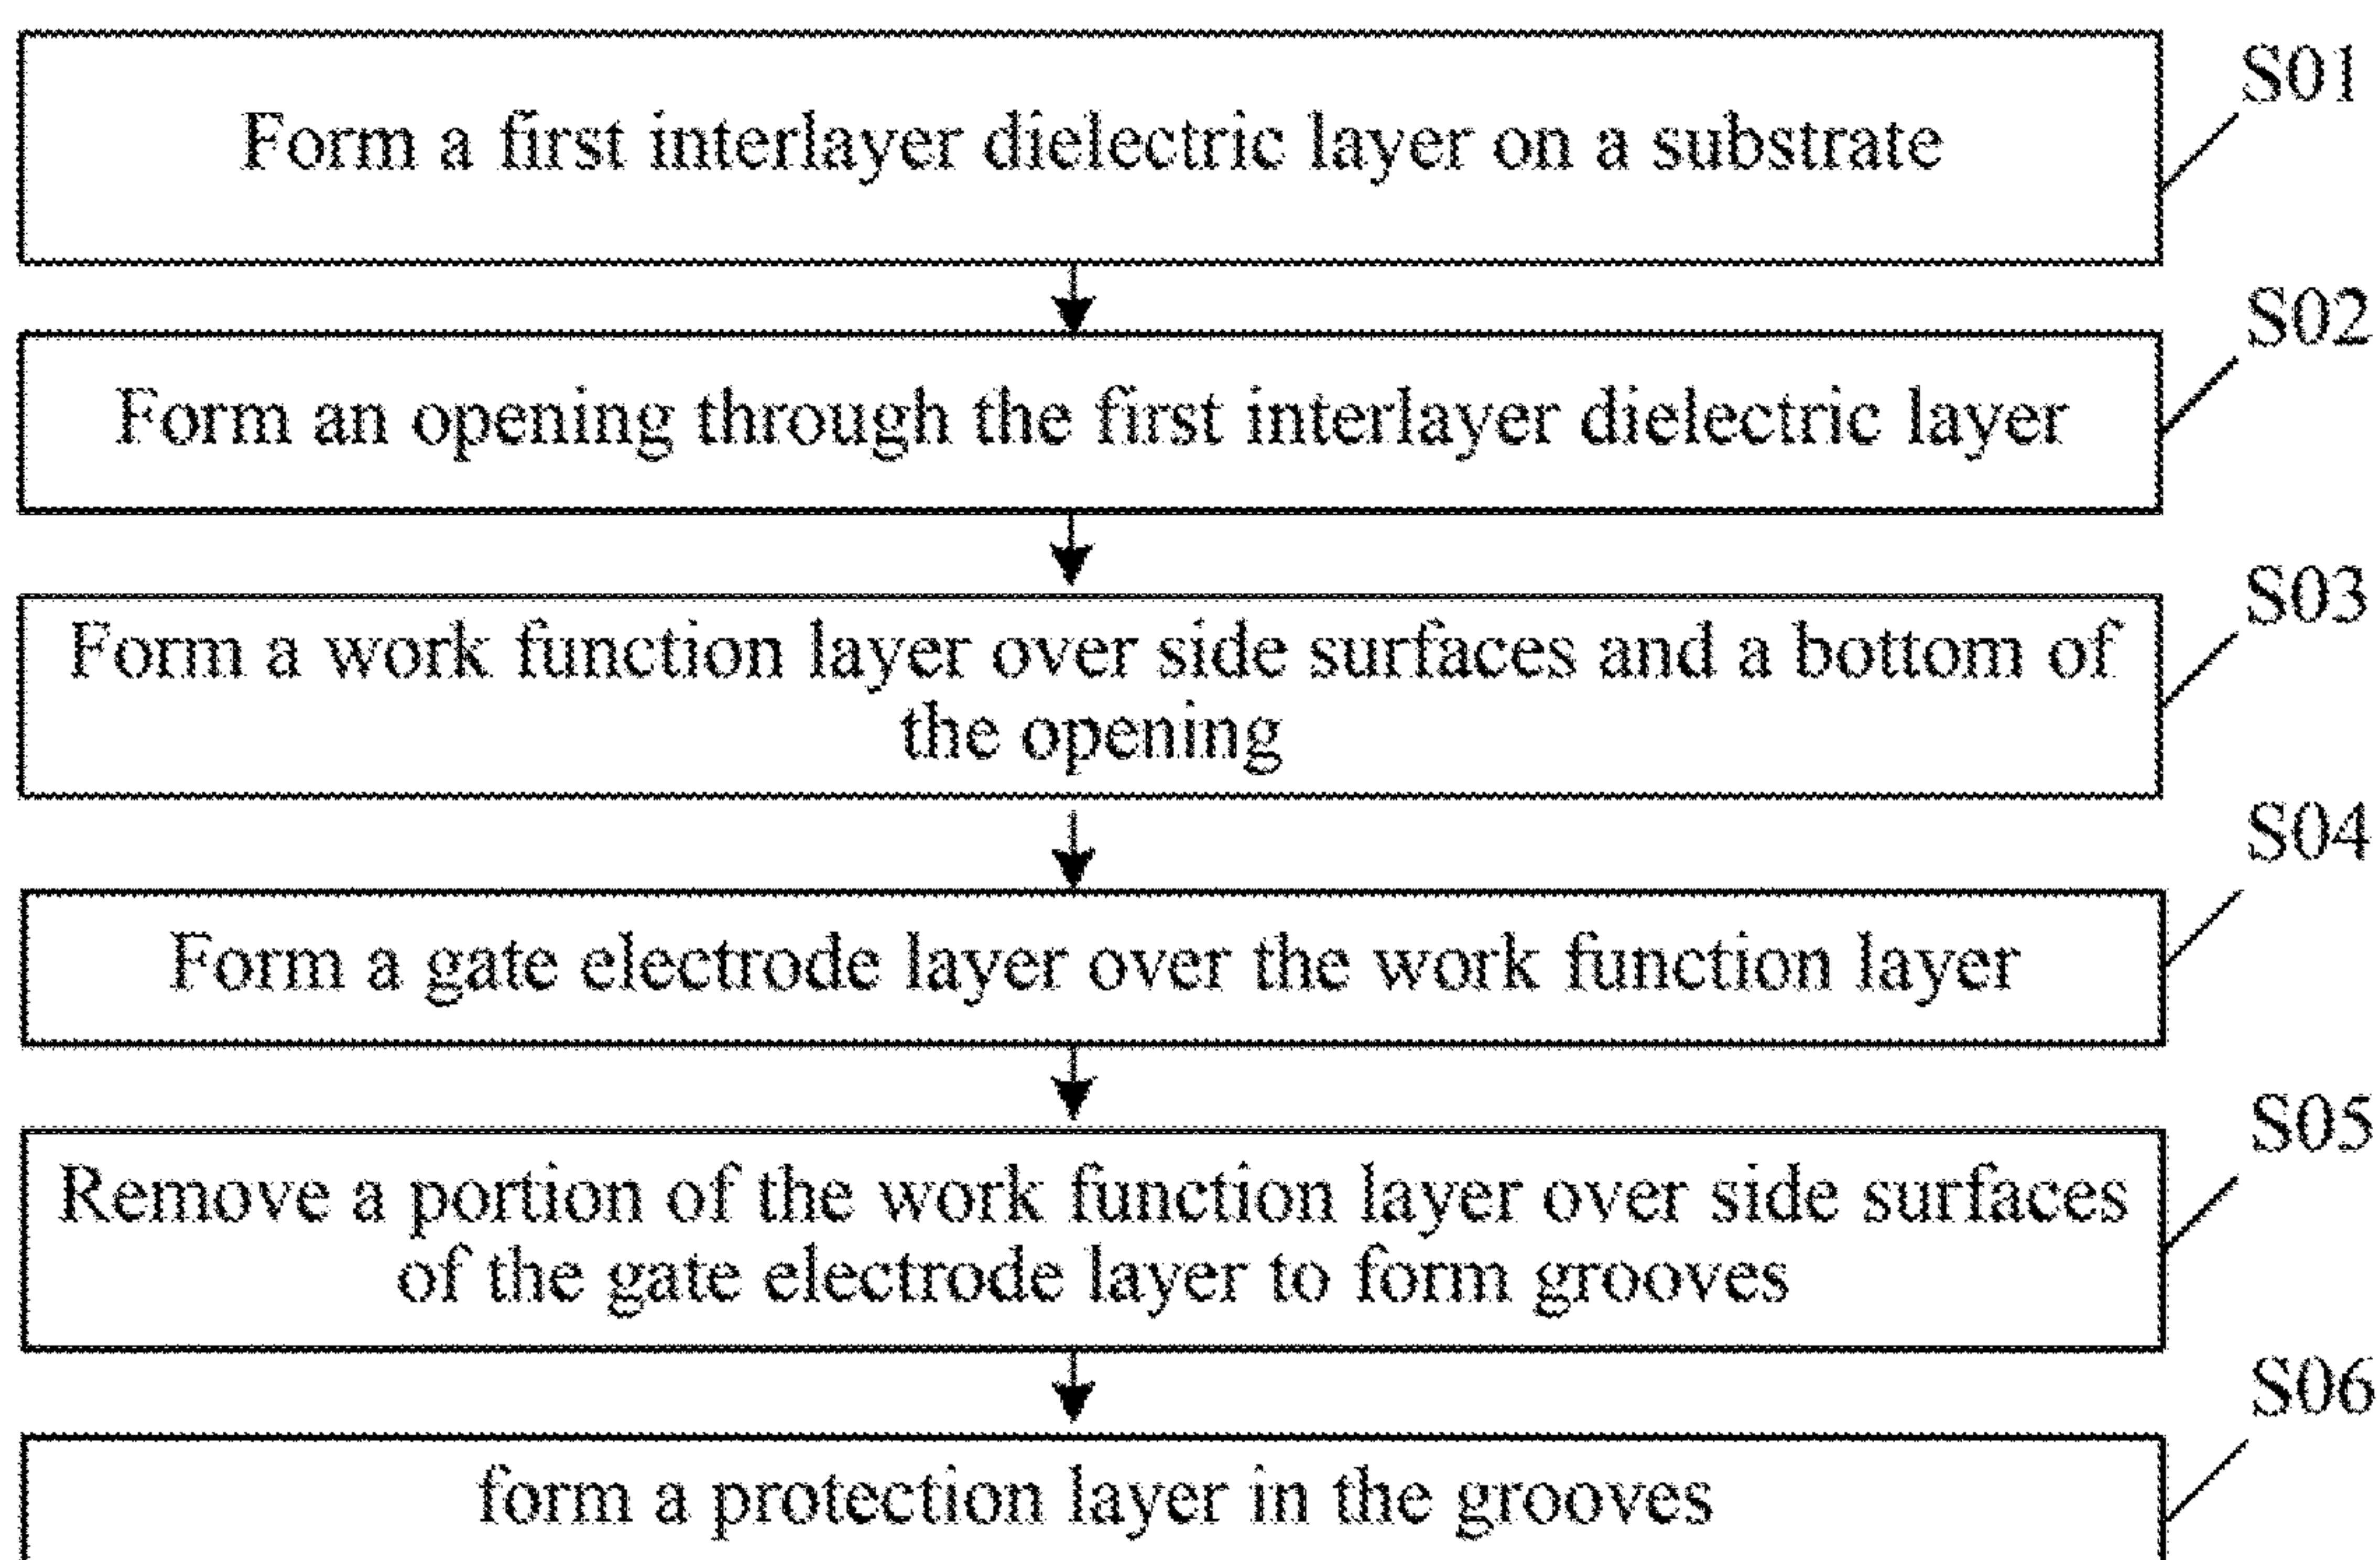 Form a first interlayer dielectric layer on a substrate
S01
Form an opening through the first interlayer dielectric layer
S02
Form a work function layer over side surfaces and a bottom of
the opening
S03
Form a gate electrode layer over the work function layer
S04
Remove a portion of the work function layer over side surfaces
of the gate electrode layer to form grooves
S05
form a protection layer in the grooves
S06